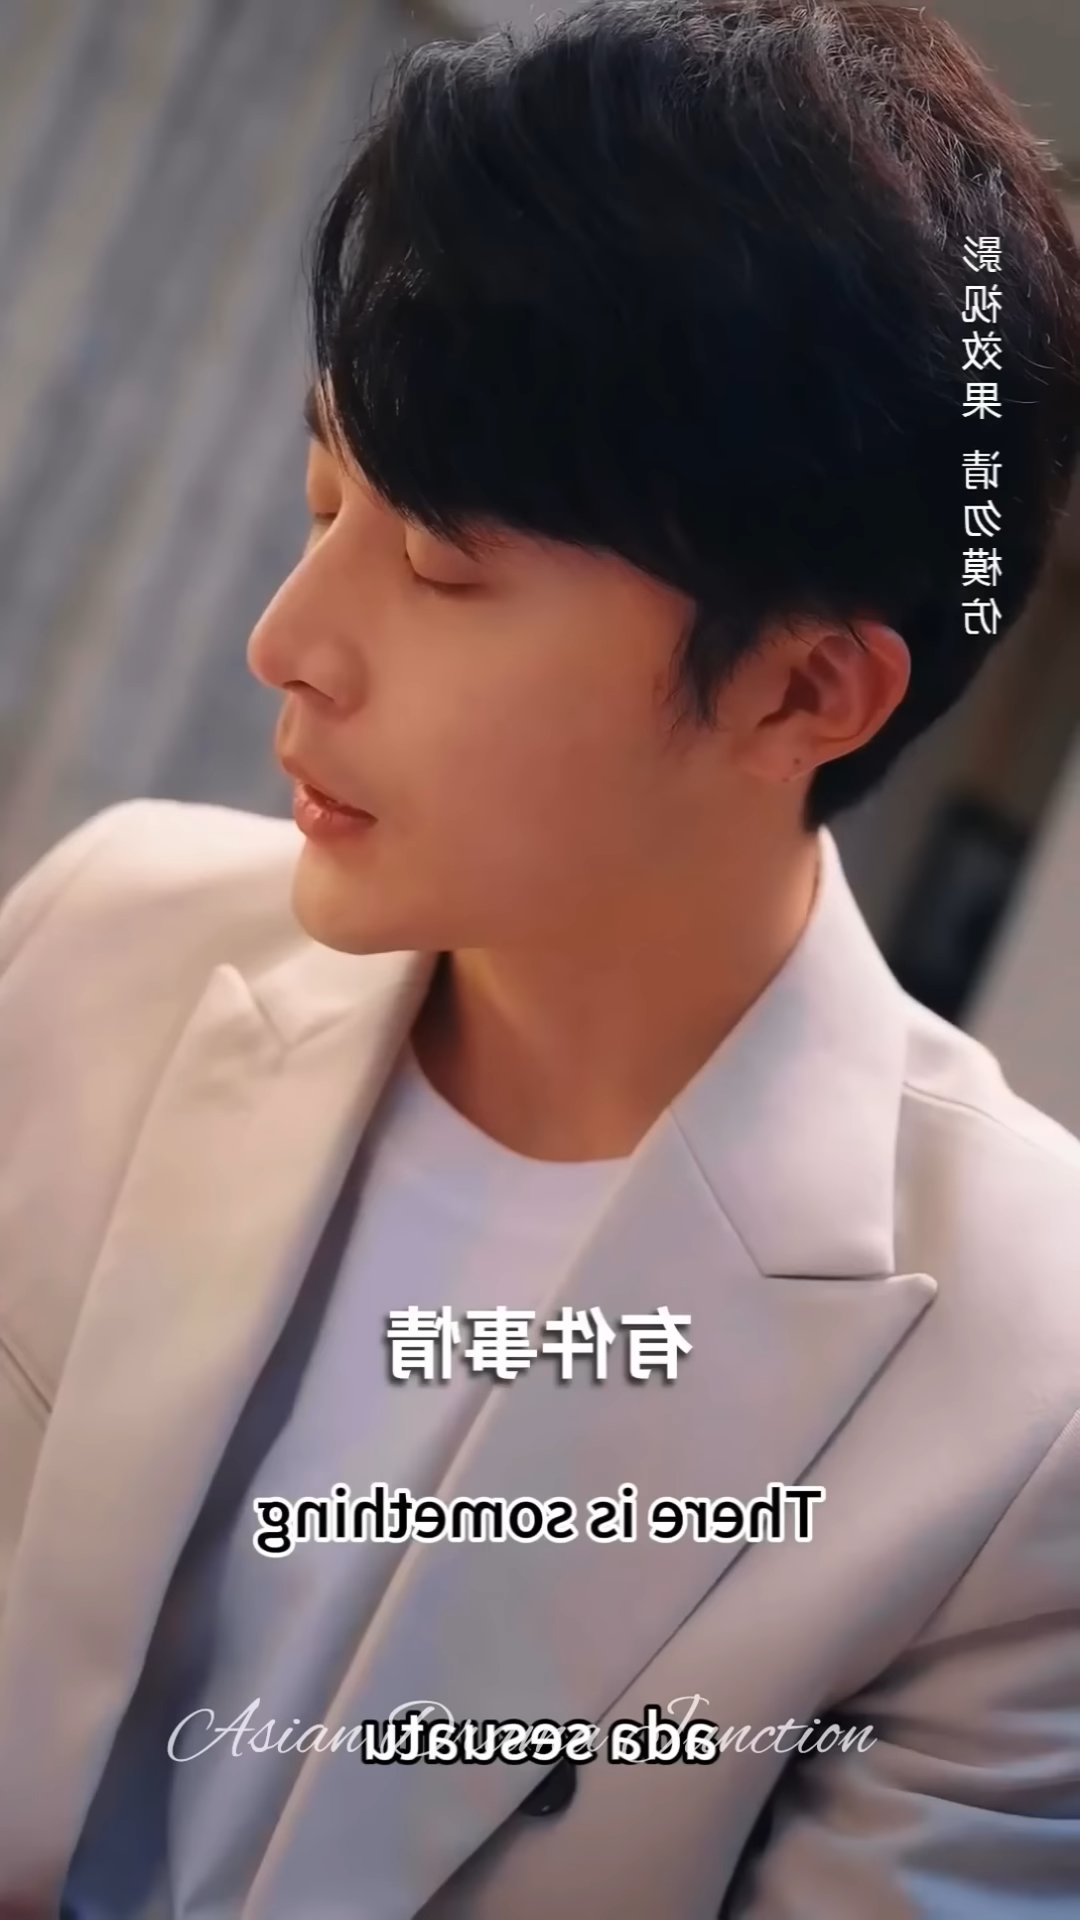 影视效果 请勿模仿
有件事情
There is something
ada sesuatu
Asian Drama Junction